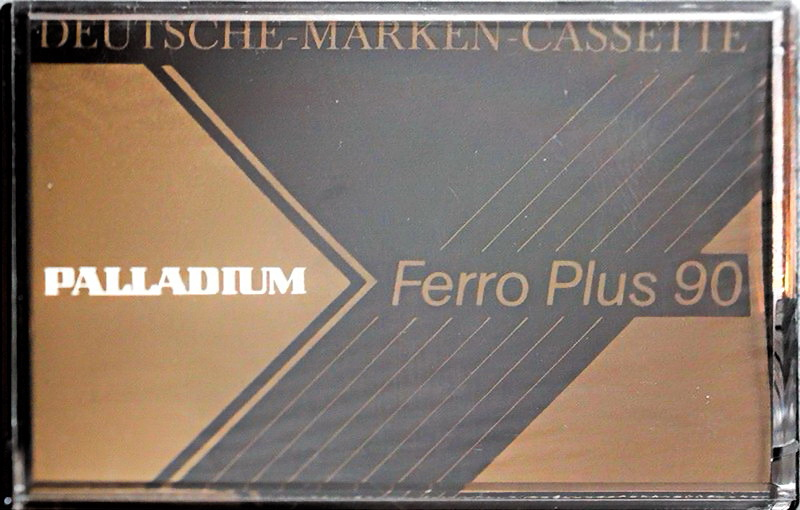 DEUTSCHE-MARKEN-CASSETTE
PALLADIUM
Ferro Plus 90